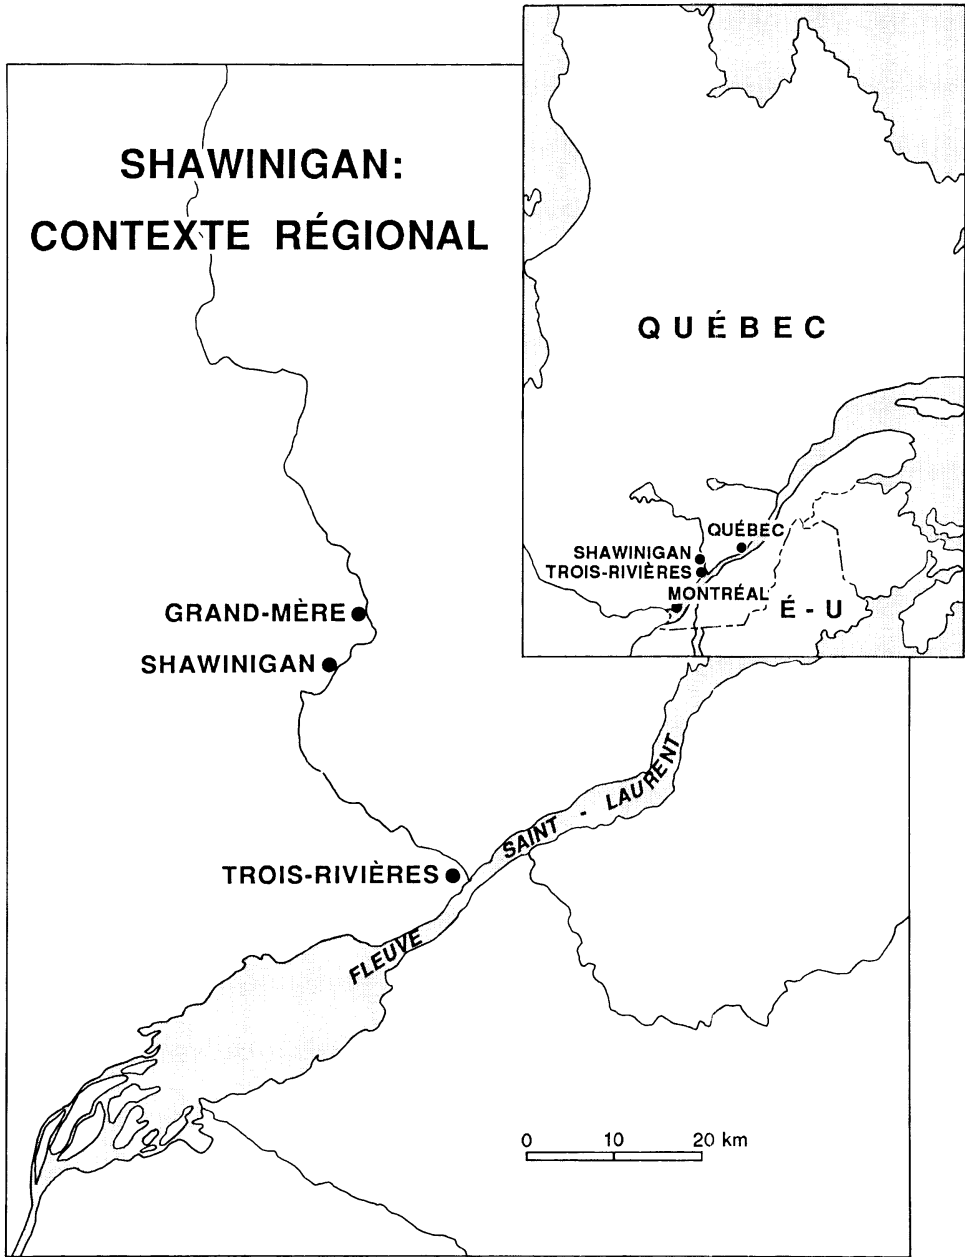 SHAWINIGAN:
CONTEXTE RÉGIONAL
QUÉBEC
QUÉBEC
SHAWINIGAN
TROIS-RIVIÈRES
MONTRÉAL
É - U
GRAND-MÈRE
SHAWINIGAN
TROIS-RIVIÈRES
FLEUVE SAINT - LAURENT
0 10 20 km